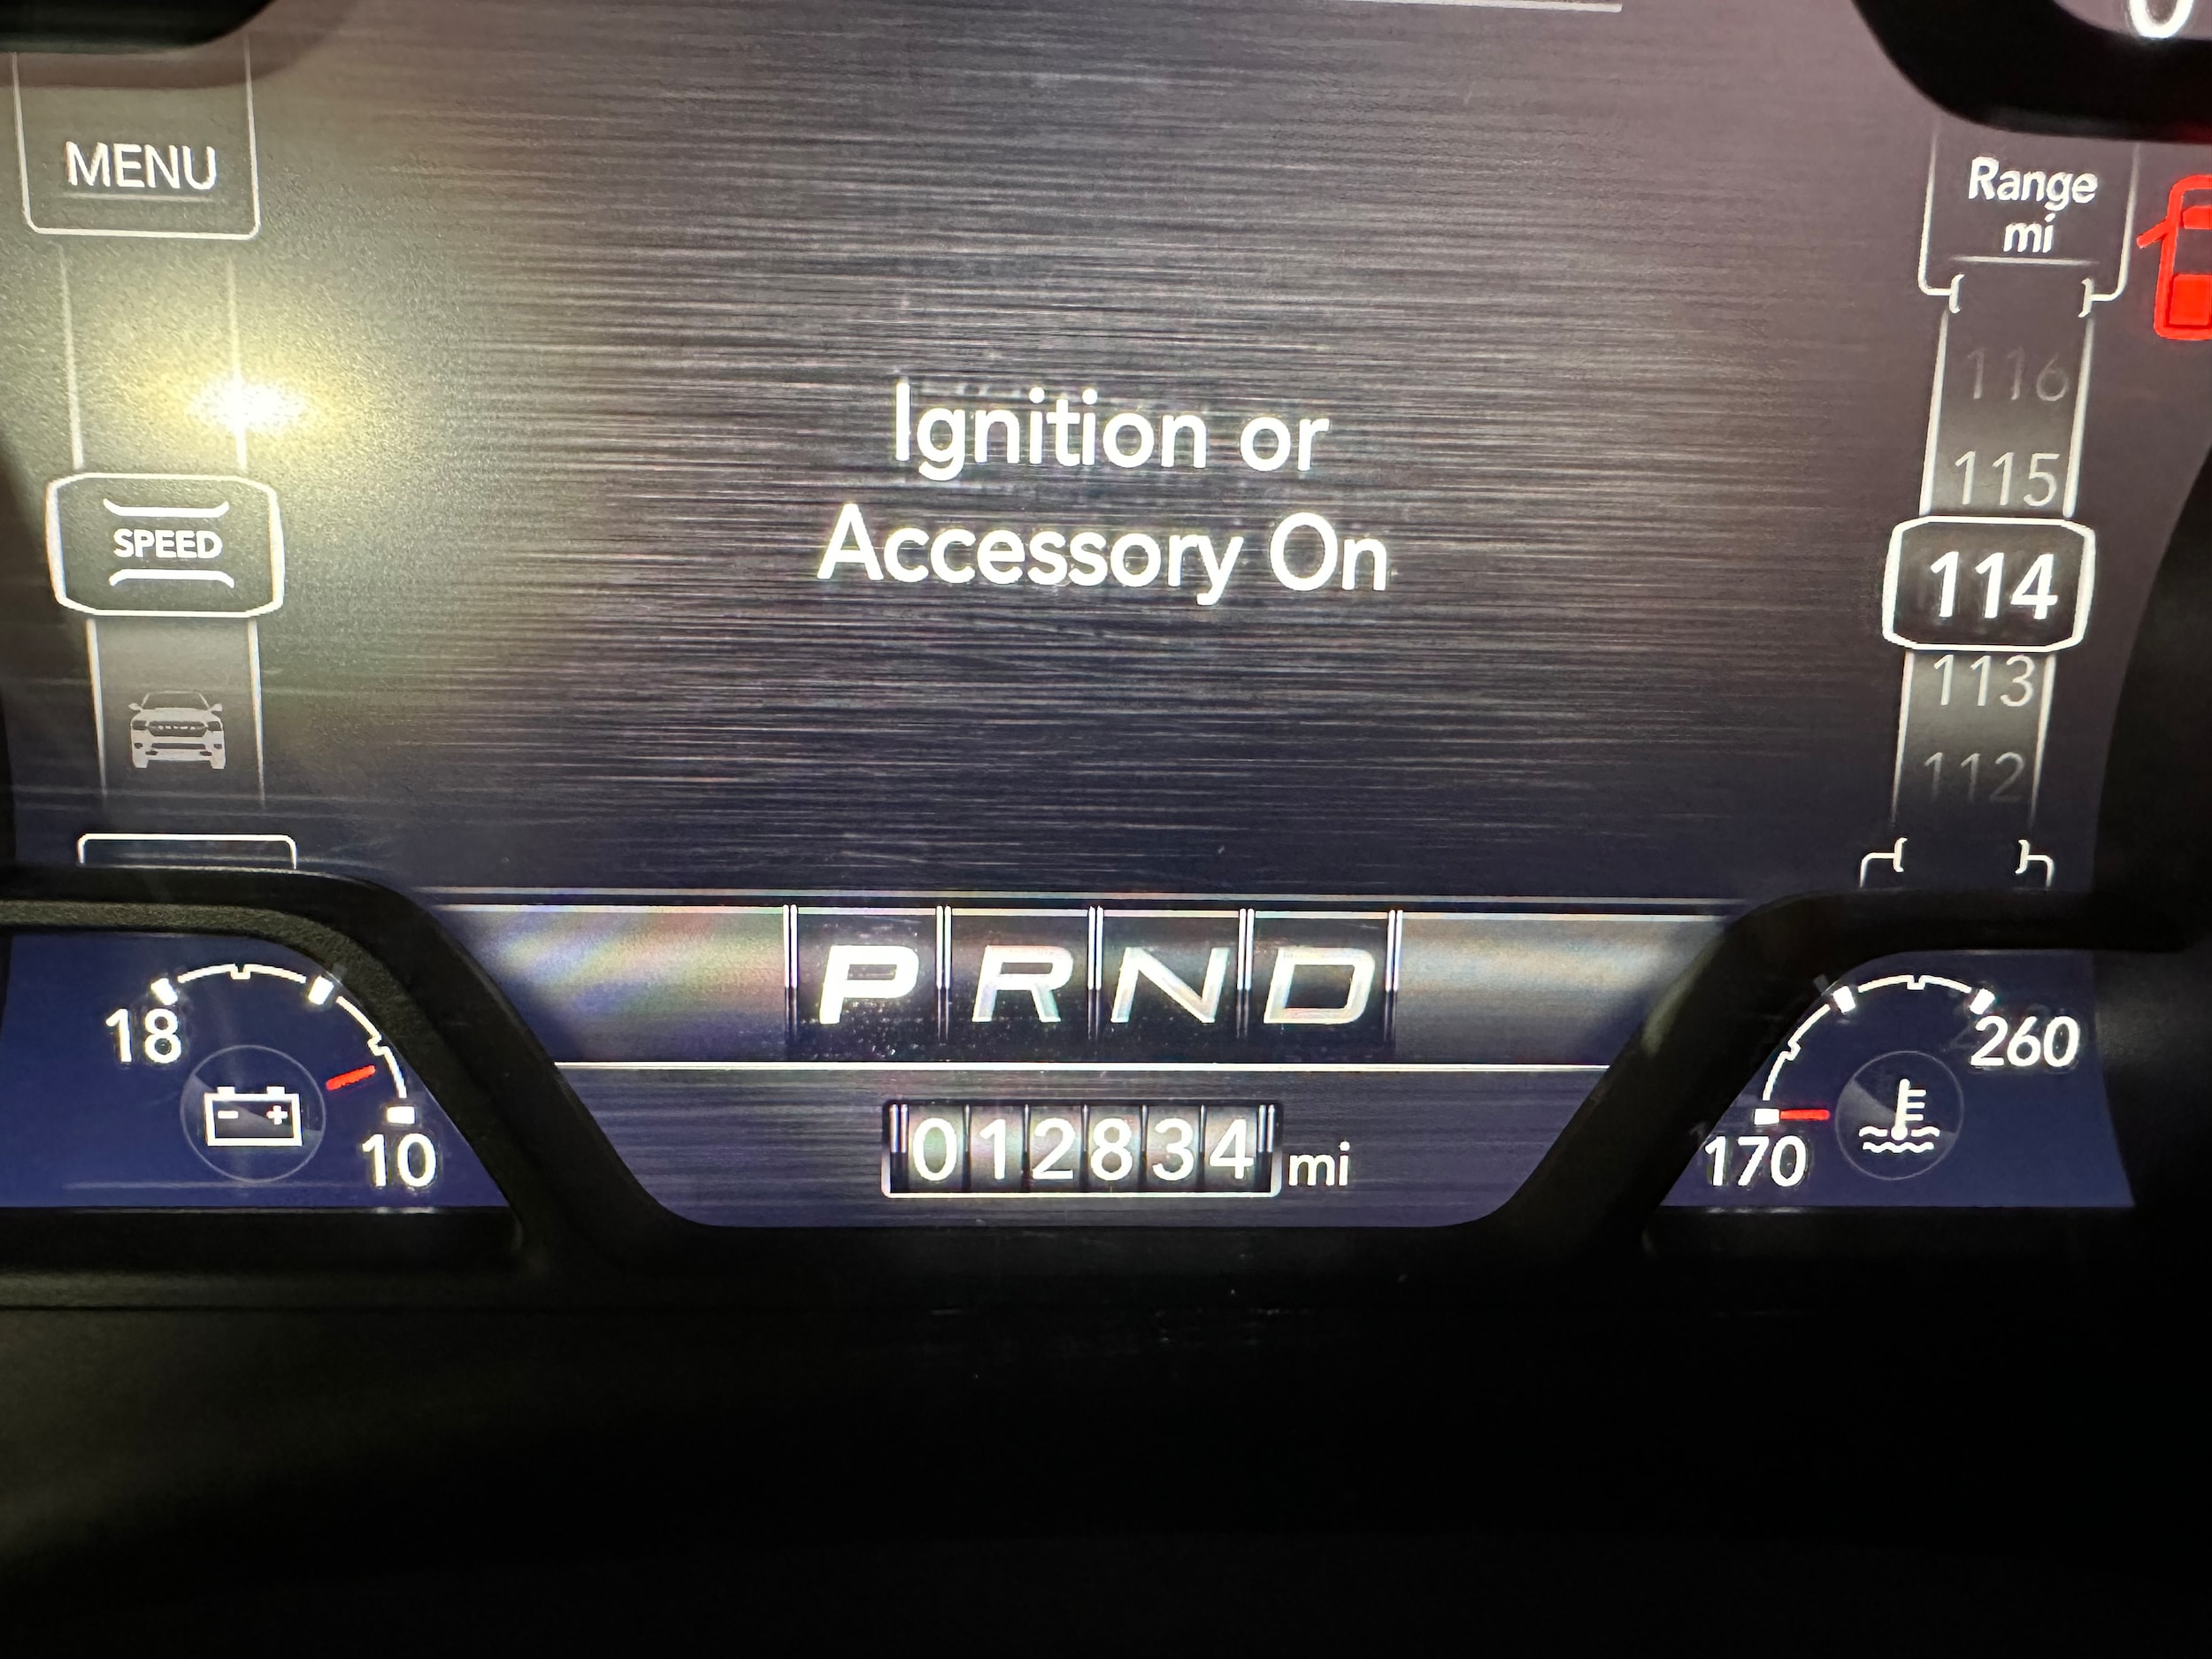 0
MENU
Range
mi
116
115
114
113
112
SPEED
Ignition or
Accessory On
P R N D
18
10
012834 mi
260
170